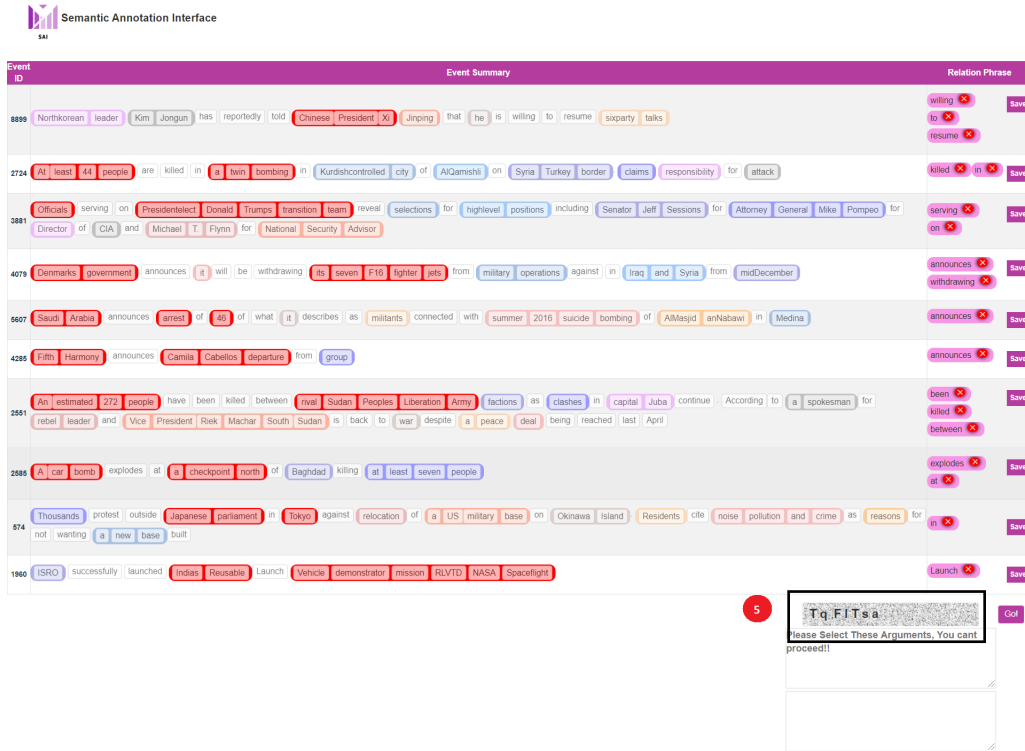 Semantic Annotation Interface
SAI
Event ID Event Summary Relation Phrase
8899 Northkorean leader Kim Jongun has reportedly told Chinese President Xi Jinping that he is willing to resume sixparty talks
willing
to
resume
Save
2724 At least 44 people are killed in a twin bombing in Kurdishcontrolled city of AlQamishli on Syria Turkey border claims responsibility for attack
killed in
Save
3881 Officials serving on Presidentelect Donald Trumps transition team reveal selections for highlevel positions including Senator Jeff Sessions for Attorney General Mike Pompeo for
Director of CIA and Michael T. Flynn for National Security Advisor
serving
on
Save
4079 Denmarks government announces it will be withdrawing its seven F16 fighter jets from military operations against in Iraq and Syria from midDecember
announces
withdrawing
Save
5607 Saudi Arabia announces arrest of 46 of what it describes as militants connected with summer 2016 suicide bombing of AlMasjid anNabawi in Medina
announces
Save
4285 Fifth Harmony announces Camila Cabellos departure from group
announces
Save
2551 An estimated 272 people have been killed between rival Sudan Peoples Liberation Army factions as clashes in capital Juba continue . According to a spokesman for
rebel leader and Vice President Riek Machar South Sudan is back to war despite a peace deal being reached last April
been
killed
between
Save
2585 A car bomb explodes at a checkpoint north of Baghdad killing at least seven people
explodes
at
Save
574 Thousands protest outside Japanese parliament in Tokyo against relocation of a US military base on Okinawa Island . Residents cite noise pollution and crime as reasons for
not wanting a new base built
in
Save
1960 ISRO successfully launched Indias Reusable Launch Vehicle demonstrator mission RLVTD NASA Spaceflight
Launch
Save
5
Go!
Please Select These Arguments, You cant
proceed!!